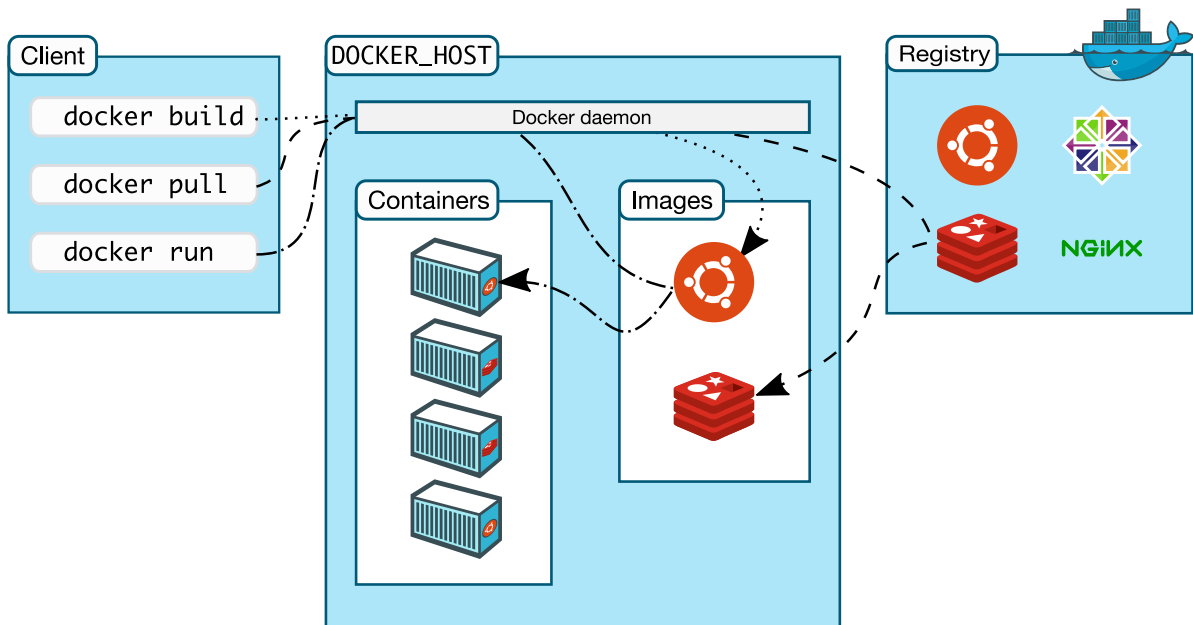 Client
docker build
docker pull
docker run
DOCKER_HOST
Docker daemon
Containers
Images
Registry
NGINX